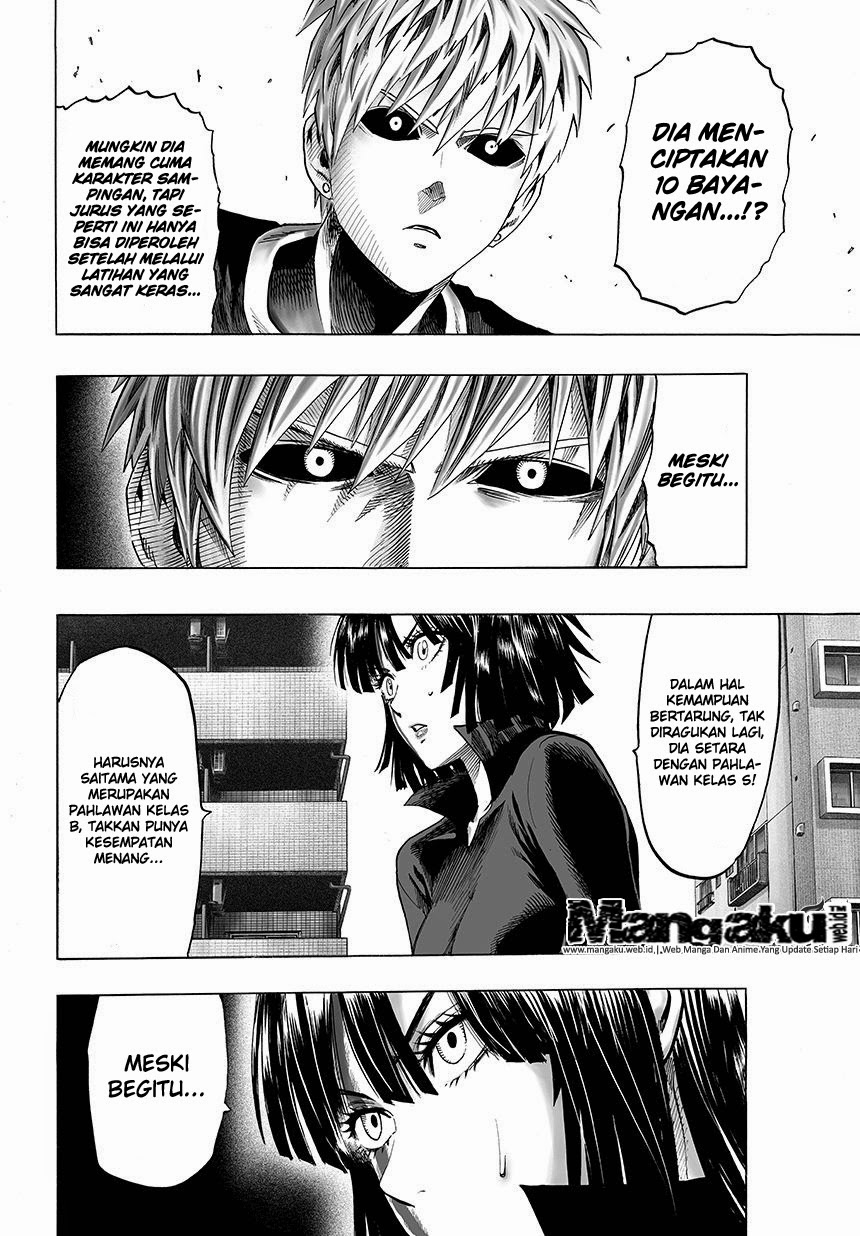 DIA MEN-
CIPTAKAN
10 BAYA-
NGAN...!?
MUNGKIN DIA
MEMANG CUMA
KARAKTER SAM-
PINGAN, TAPI
JURUS YANG SE-
PERTI INI HANYA
BISA DIPEROLEH
SETELAH MELALUI
LATIHAN YANG
SANGAT KERAS...
MESKI
BEGITU...
DALAM HAL
KEMAMPUAN
BERTARUNG, TAK
DIRAGUKAN LAGI,
DIA SETARA
DENGAN PAHLA-
WAN KELAS S!
HARUSNYA
SAITAMA YANG
MERUPAKAN
PAHLAWAN KELAS
B, TAKKAN PUNYA
KESEMPATAN
MENANG...
Mangaku
web.id
www.mangaku.web.id | Web Manga Dan Anime Yang Update Setiap Hari
MESKI
BEGITU...